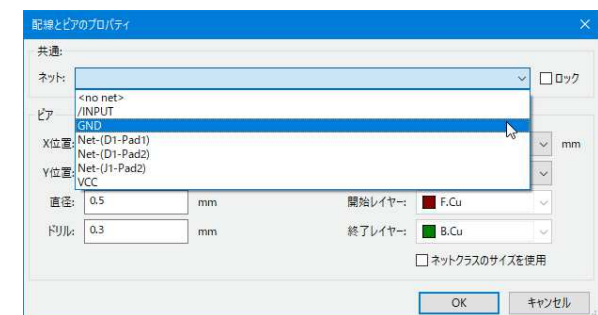 配線とビアのプロパティ
共通:
ネット:
ロック
<no net>
/INPUT
GND
Net-(D1-Pad1)
Net-(D1-Pad2)
Net-(J1-Pad2)
VCC
ビア
X位置:
mm
Y位置:
直径: 0.5 mm
開始レイヤー: F.Cu
ドリル: 0.3 mm
終了レイヤー: B.Cu
ネットクラスのサイズを使用
OK
キャンセル